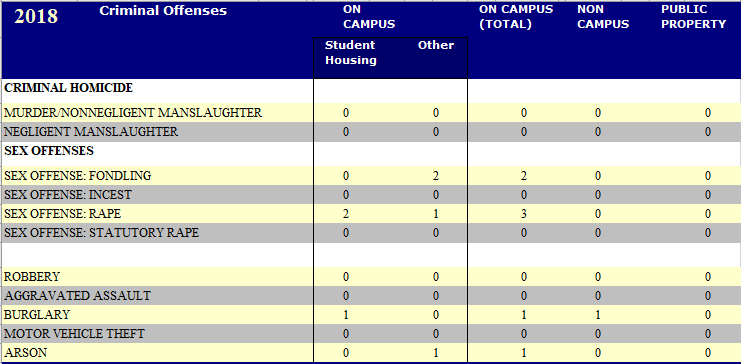 2018 Criminal Offenses ON CAMPUS ON CAMPUS (TOTAL) NON CAMPUS PUBLIC PROPERTY
Student Housing Other
CRIMINAL HOMICIDE
MURDER/NONNEGLIGENT MANSLAUGHTER 0 0 0 0 0
NEGLIGENT MANSLAUGHTER 0 0 0 0 0
SEX OFFENSES
SEX OFFENSE: FONDLING 0 2 2 0 0
SEX OFFENSE: INCEST 0 0 0 0 0
SEX OFFENSE: RAPE 2 1 3 0 0
SEX OFFENSE: STATUTORY RAPE 0 0 0 0 0
ROBBERY 0 0 0 0 0
AGGRAVATED ASSAULT 0 0 0 0 0
BURGLARY 1 0 1 1 0
MOTOR VEHICLE THEFT 0 0 0 0 0
ARSON 0 1 1 0 0